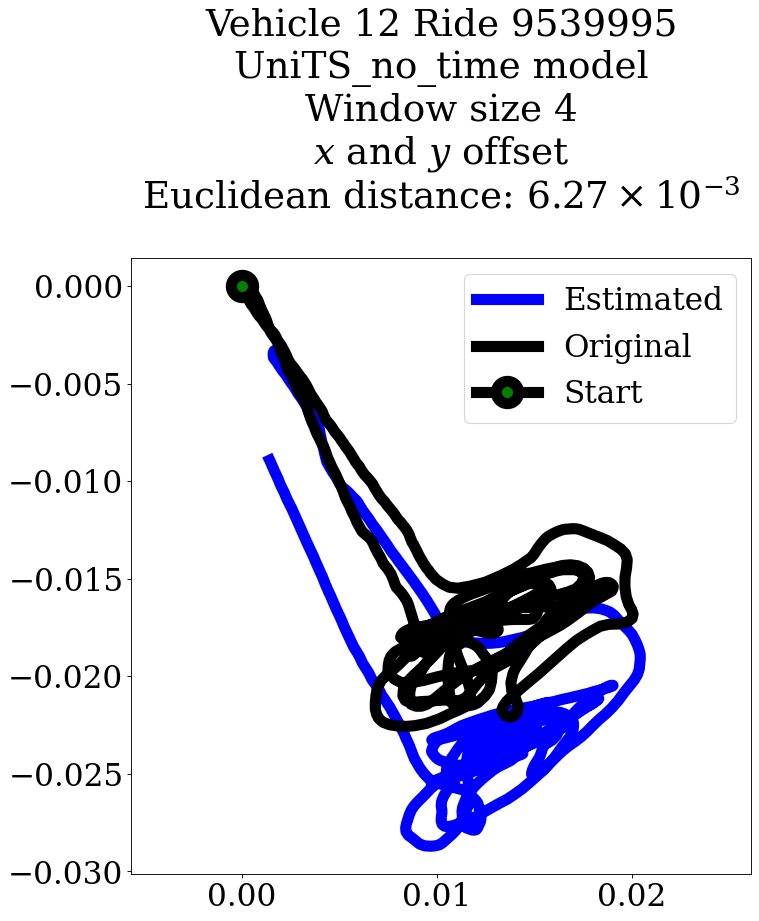 Vehicle 12 Ride 9539995
UniTS_no_time model
Window size 4
x and y offset
Euclidean distance: 6.27 × 10⁻³
Estimated
Original
Start
0.000
−0.005
−0.010
−0.015
−0.020
−0.025
−0.030
0.00 0.01 0.02